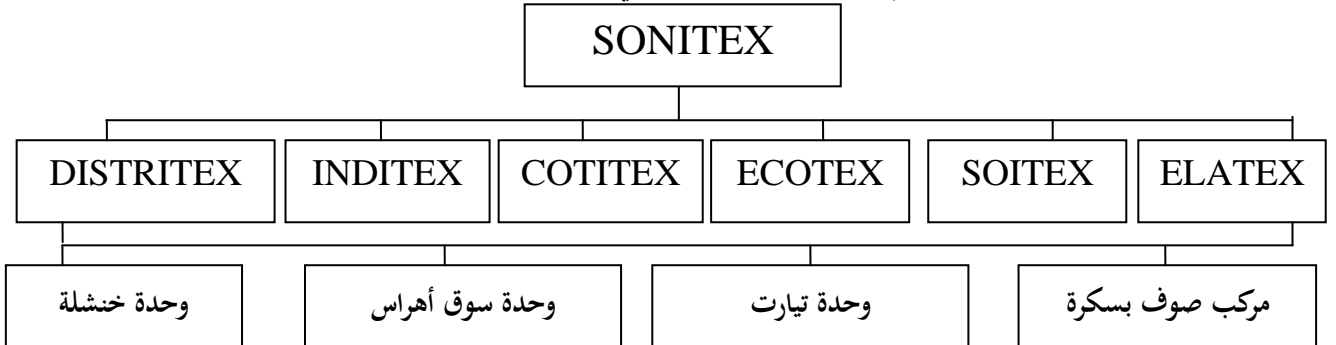 SONITEX
DISTRITEX INDITEX COTITEX ECOTEX SOITEX ELATEX
مركب صوف بسكرة وحدة تيارت وحدة سوق أهراس وحدة خنشلة